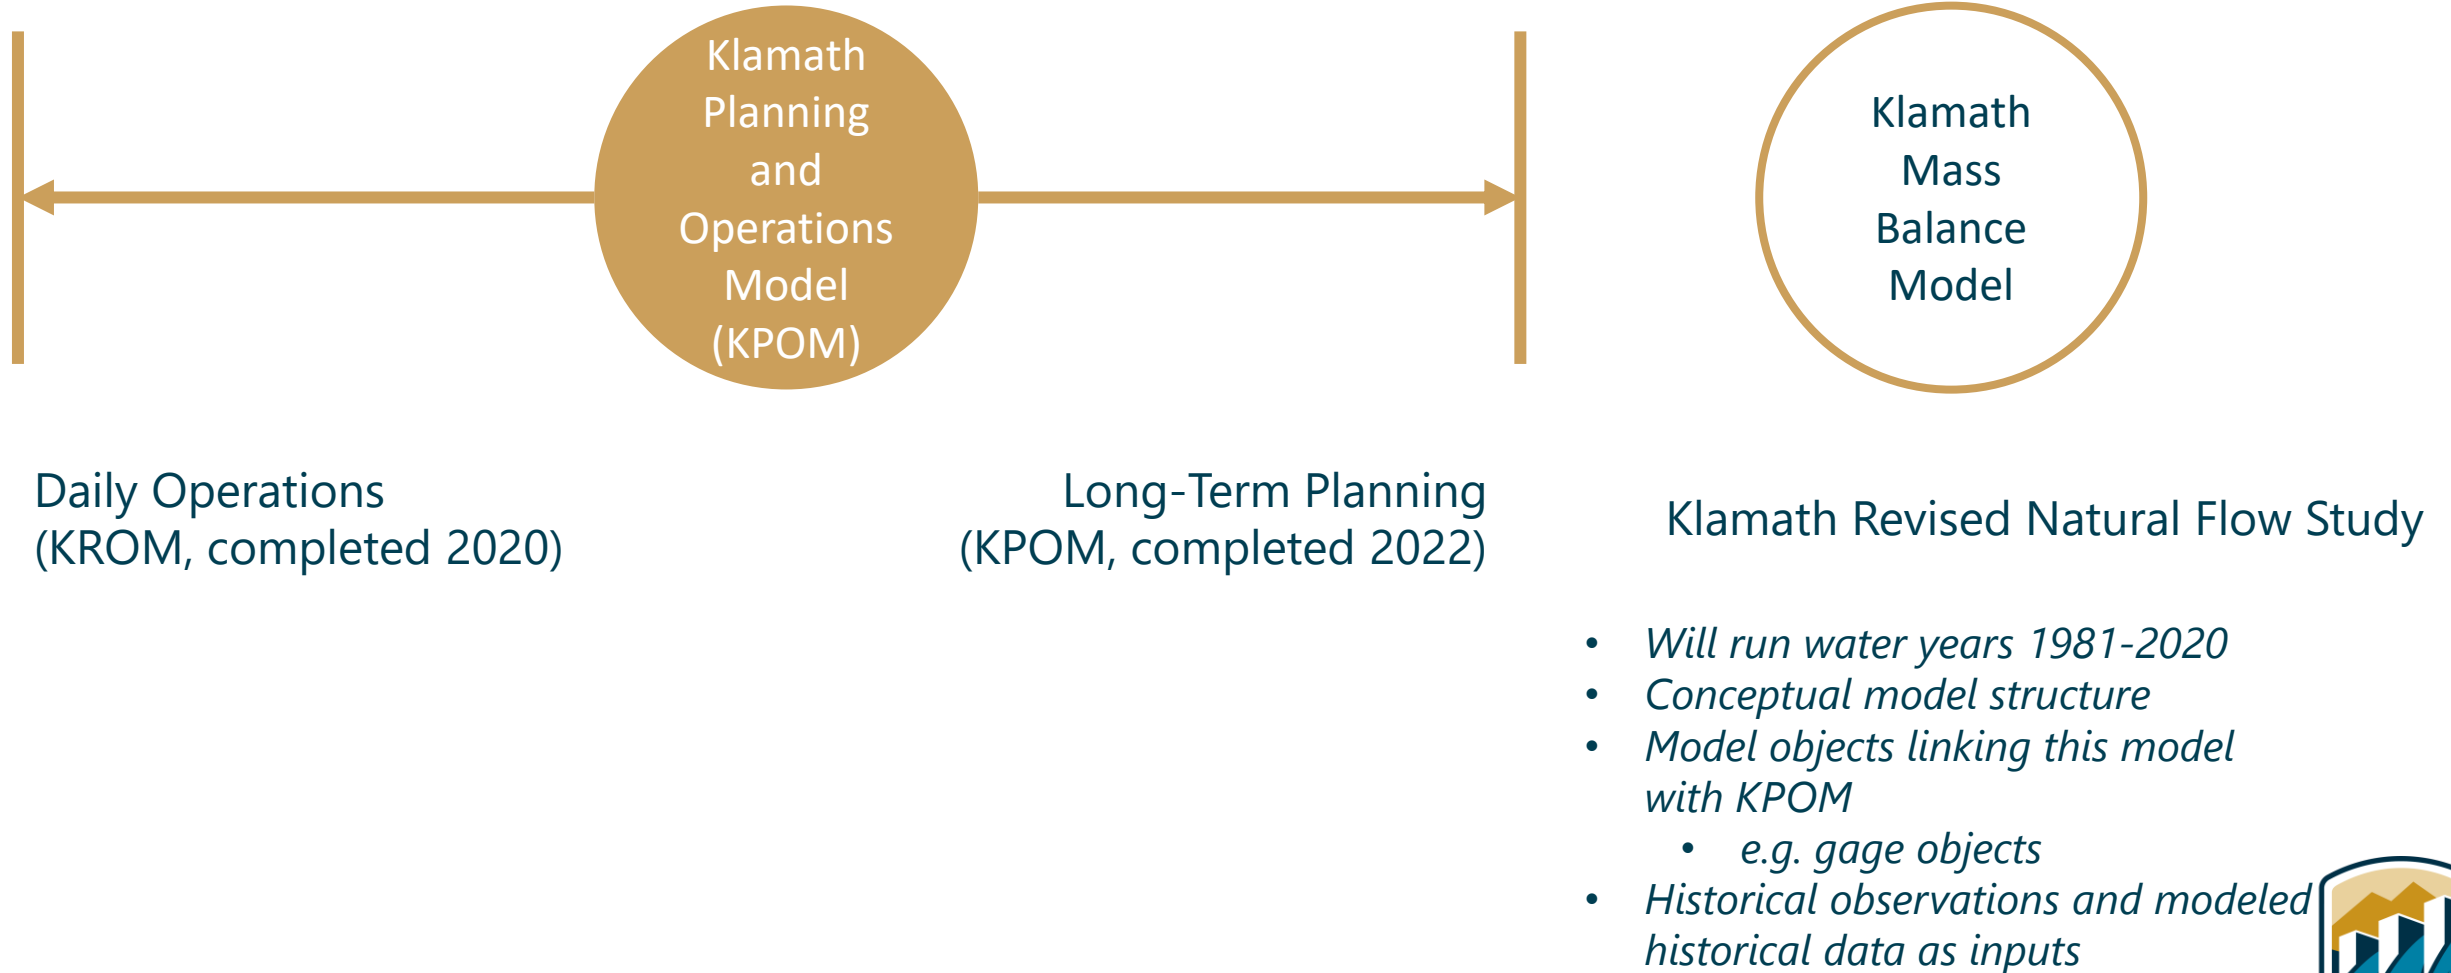 Klamath
Planning
and
Operations
Model
(KPOM)
Klamath
Mass
Balance
Model
Daily Operations
(KROM, completed 2020)
Long-Term Planning
(KPOM, completed 2022)
Klamath Revised Natural Flow Study
• Will run water years 1981-2020
• Conceptual model structure
• Model objects linking this model
with KPOM
• e.g. gage objects
• Historical observations and modeled
historical data as inputs